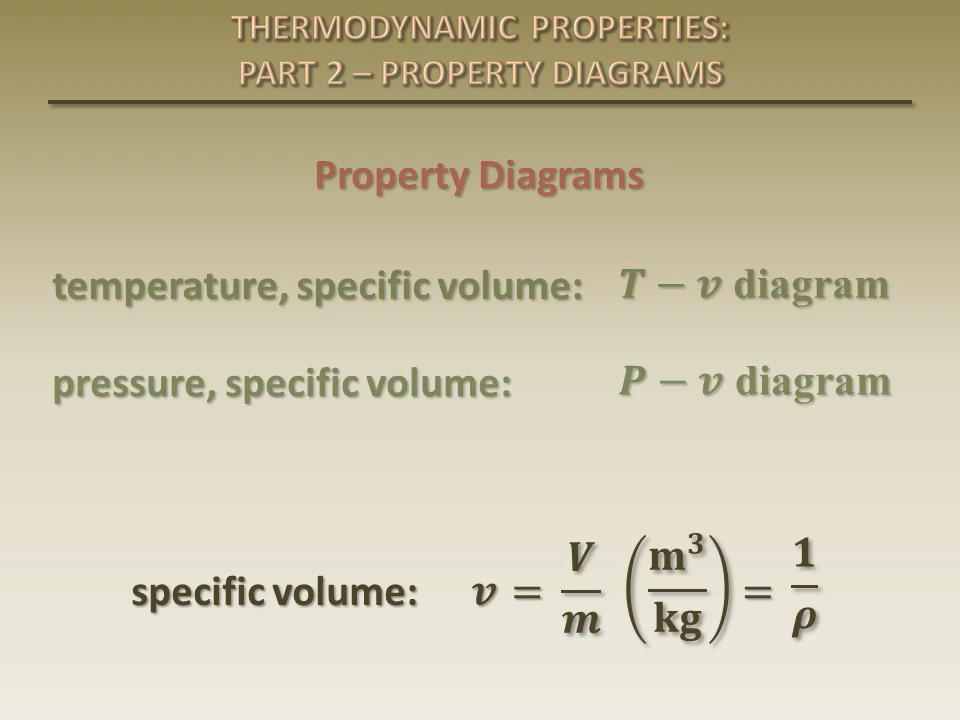 THERMODYNAMIC PROPERTIES:
PART 2 – PROPERTY DIAGRAMS
Property Diagrams
temperature, specific volume: T − v diagram
pressure, specific volume: P − v diagram
specific volume: v = V/m (m³/kg) = 1/ρ